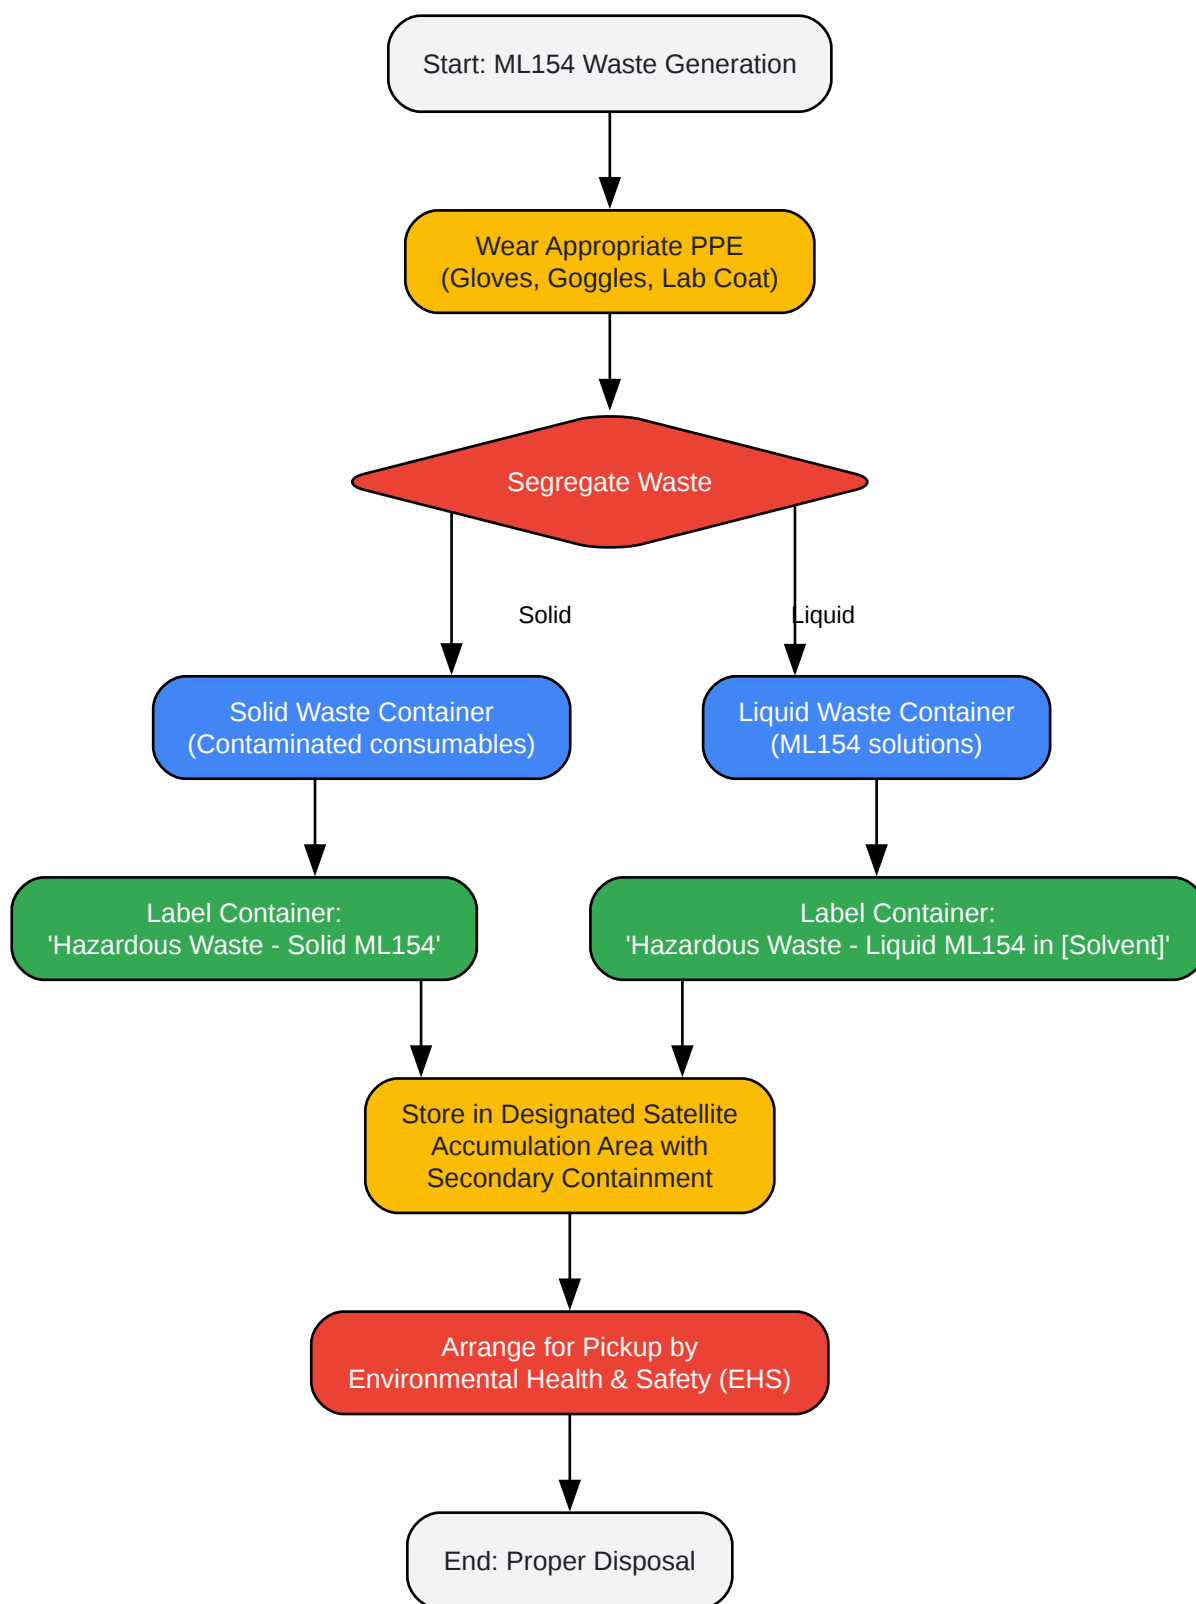 Start: ML154 Waste Generation
Wear Appropriate PPE
(Gloves, Goggles, Lab Coat)
Segregate Waste
Solid
Liquid
Solid Waste Container
(Contaminated consumables)
Liquid Waste Container
(ML154 solutions)
Label Container:
'Hazardous Waste - Solid ML154'
Label Container:
'Hazardous Waste - Liquid ML154 in [Solvent]'
Store in Designated Satellite
Accumulation Area with
Secondary Containment
Arrange for Pickup by
Environmental Health & Safety (EHS)
End: Proper Disposal